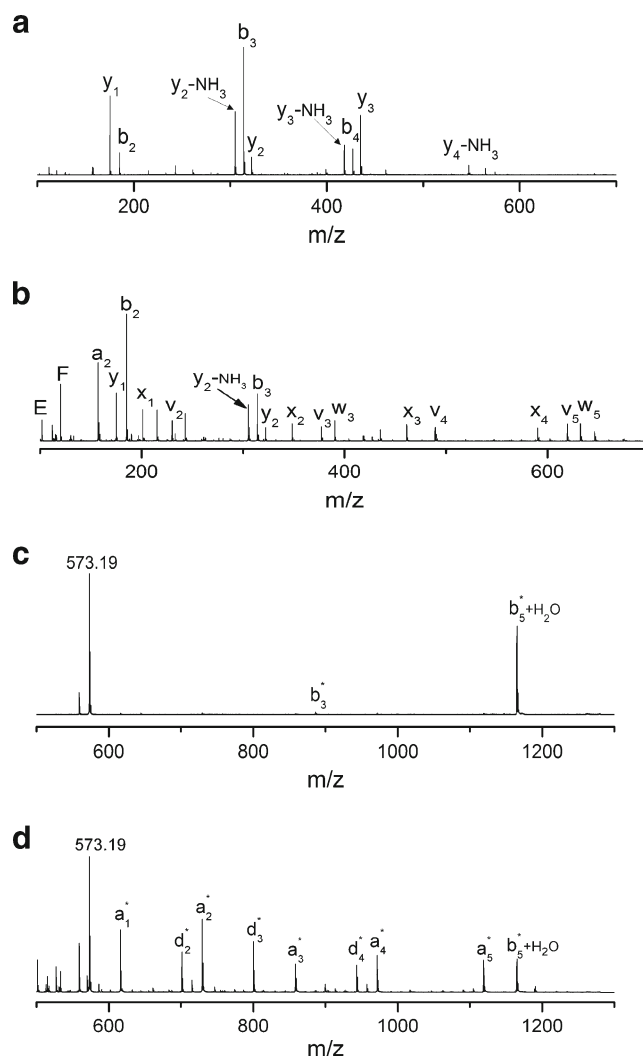 a
b₃
y₁
y₂-NH₃
y₃-NH₃
y₃
b₂
y₂
b₄
y₄-NH₃
200 400 600
m/z
b
b₂
a₂
F
y₁
y₂-NH₃
E
x₁
v₂
b₃
y₂
x₂
v₃
w₃
x₃
v₄
x₄
v₅
w₅
200 400 600
m/z
c
573.19
b₅*+H₂O
b₃*
600 800 1000 1200
m/z
d
573.19
a₁*
d₂*
a₂*
d₃*
a₃*
d₄*
a₄*
a₅*
b₅*+H₂O
600 800 1000 1200
m/z